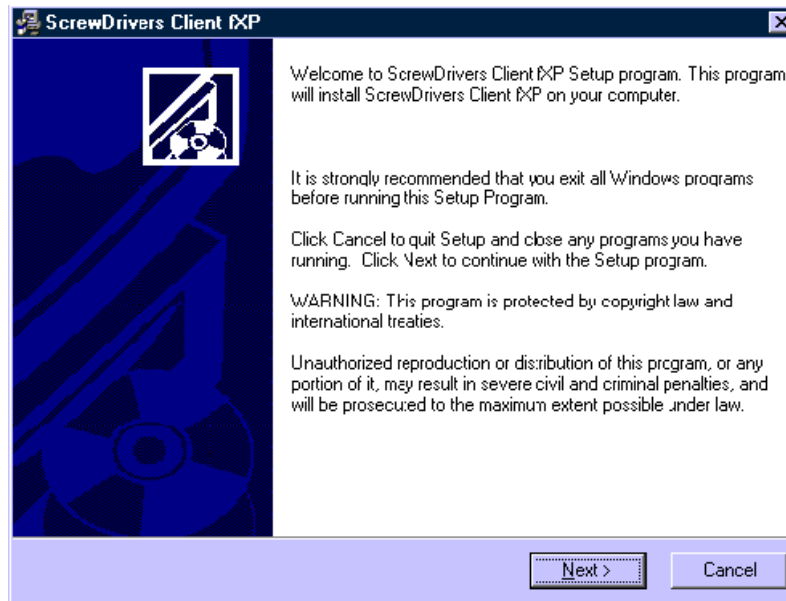 ScrewDrivers Client fXP
Welcome to ScrewDrivers Client fXP Setup program. This program
will install ScrewDrivers Client fXP on your computer.
It is strongly recommended that you exit all Windows programs
before running this Setup Program.
Click Cancel to quit Setup and close any programs you have
running. Click Next to continue with the Setup program.
WARNING: This program is protected by copyright law and
international treaties.
Unauthorized reproduction or distribution of this program, or any
portion of it, may result in severe civil and criminal penalties, and
will be prosecuted to the maximum extent possible under law.
Next >
Cancel